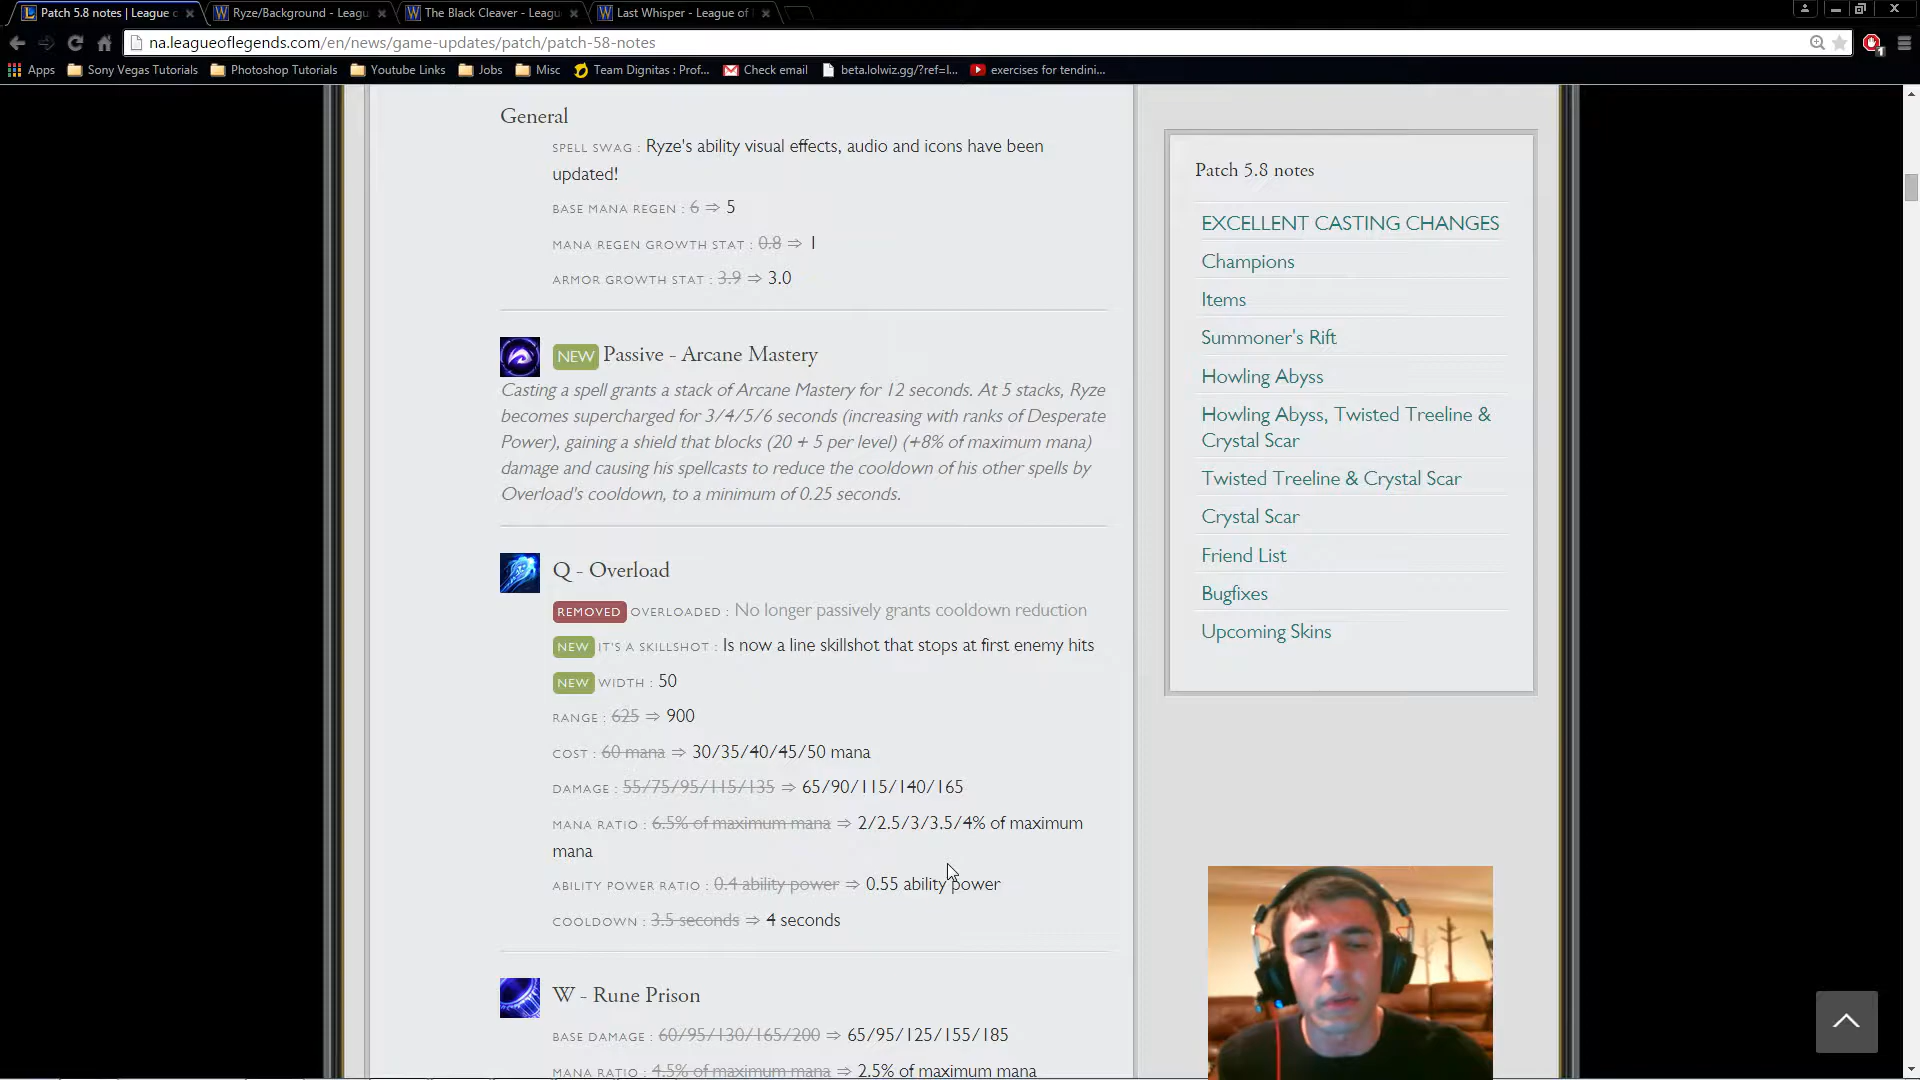 Patch 5.8 notes | League o
Ryze/Background - Leagu
The Black Cleaver - Leagu
Last Whisper - League of
na.leagueoflegends.com/en/news/game-updates/patch/patch-58-notes
Apps
Sony Vegas Tutorials
Photoshop Tutorials
Youtube Links
Jobs
Misc
Team Dignitas : Prof...
Check email
beta.lolwiz.gg/?ref=l...
exercises for tendini...
General
SPELL SWAG : Ryze's ability visual effects, audio and icons have been
updated!
BASE MANA REGEN : 6 ⇒ 5
MANA REGEN GROWTH STAT : 0.8 ⇒ 1
ARMOR GROWTH STAT : 3.9 ⇒ 3.0
NEW Passive - Arcane Mastery
Casting a spell grants a stack of Arcane Mastery for 12 seconds. At 5 stacks, Ryze
becomes supercharged for 3/4/5/6 seconds (increasing with ranks of Desperate
Power), gaining a shield that blocks (20 + 5 per level) (+8% of maximum mana)
damage and causing his spellcasts to reduce the cooldown of his other spells by
Overload's cooldown, to a minimum of 0.25 seconds.
Q - Overload
REMOVED OVERLOADED : No longer passively grants cooldown reduction
NEW IT'S A SKILLSHOT : Is now a line skillshot that stops at first enemy hits
NEW WIDTH : 50
RANGE : 625 ⇒ 900
COST : 60 mana ⇒ 30/35/40/45/50 mana
DAMAGE : 55/75/95/115/135 ⇒ 65/90/115/140/165
MANA RATIO : 6.5% of maximum mana ⇒ 2/2.5/3/3.5/4% of maximum
mana
ABILITY POWER RATIO : 0.4 ability power ⇒ 0.55 ability power
COOLDOWN : 3.5 seconds ⇒ 4 seconds
W - Rune Prison
BASE DAMAGE : 60/95/130/165/200 ⇒ 65/95/125/155/185
MANA RATIO : 4.5% of maximum mana ⇒ 2.5% of maximum mana
Patch 5.8 notes
EXCELLENT CASTING CHANGES
Champions
Items
Summoner's Rift
Howling Abyss
Howling Abyss, Twisted Treeline &
Crystal Scar
Twisted Treeline & Crystal Scar
Crystal Scar
Friend List
Bugfixes
Upcoming Skins